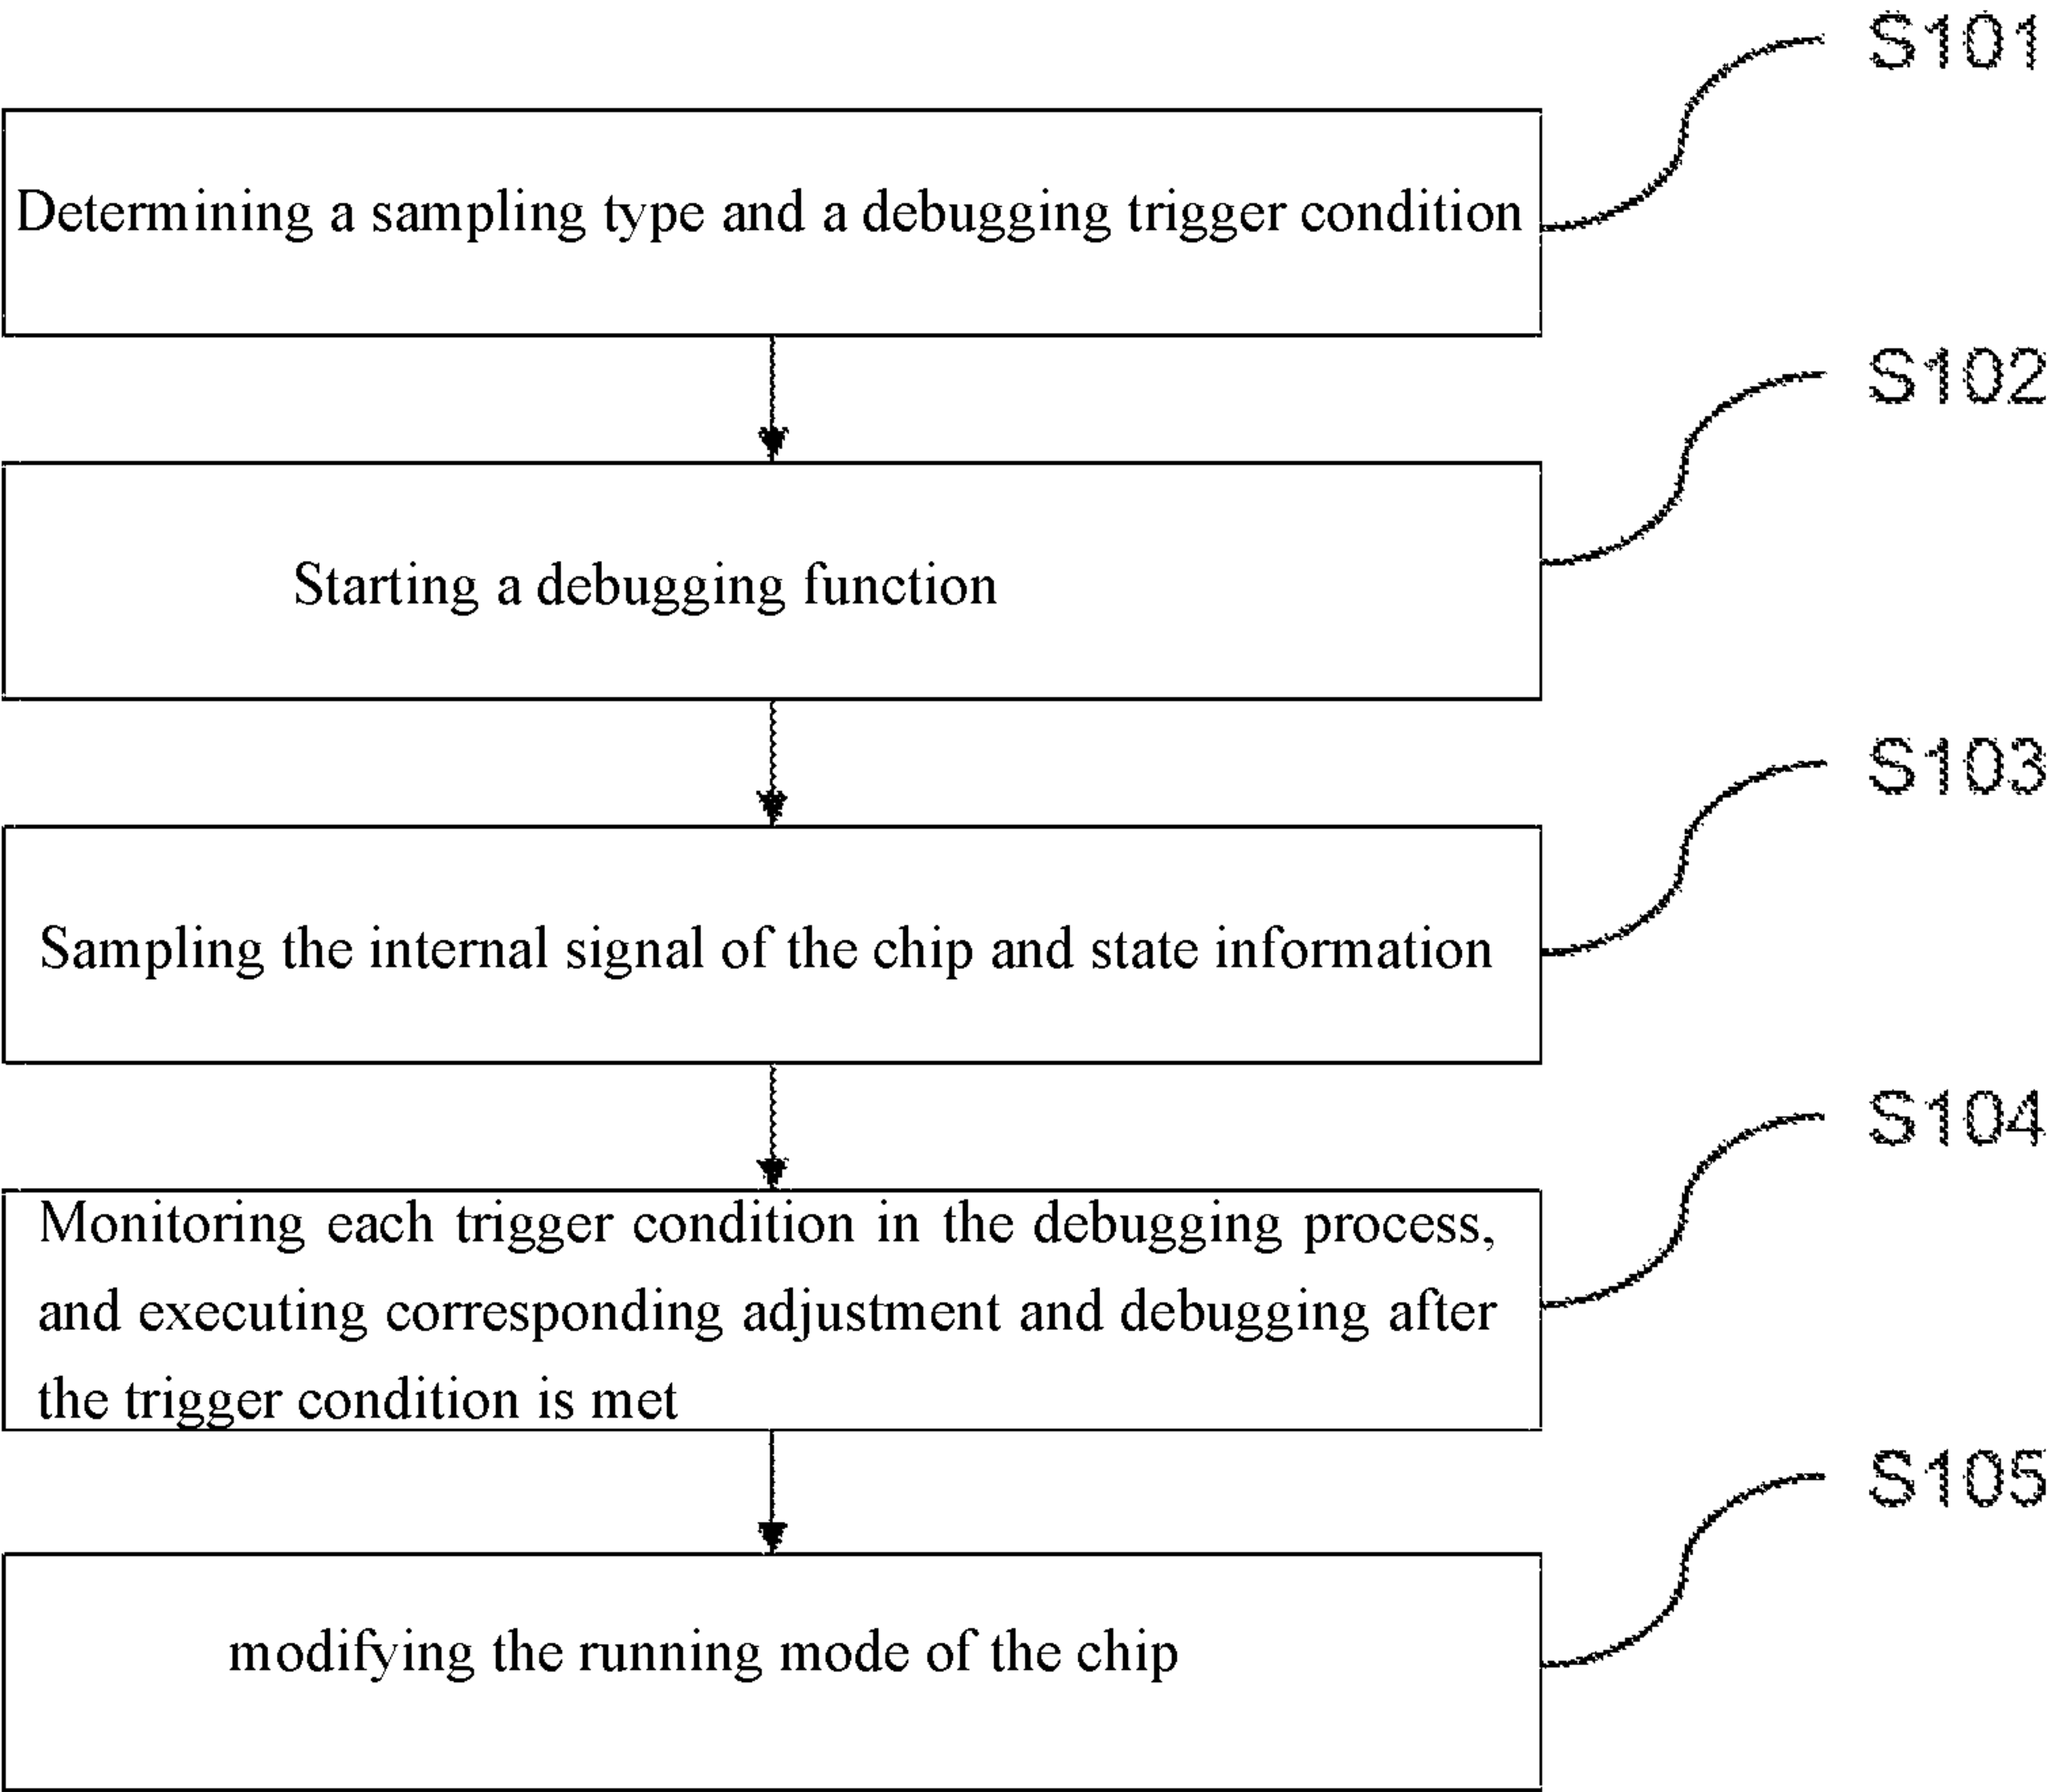 S101
Determining a sampling type and a debugging trigger condition
S102
Starting a debugging function
S103
Sampling the internal signal of the chip and state information
S104
Monitoring each trigger condition in the debugging process,
and executing corresponding adjustment and debugging after
the trigger condition is met
S105
modifying the running mode of the chip